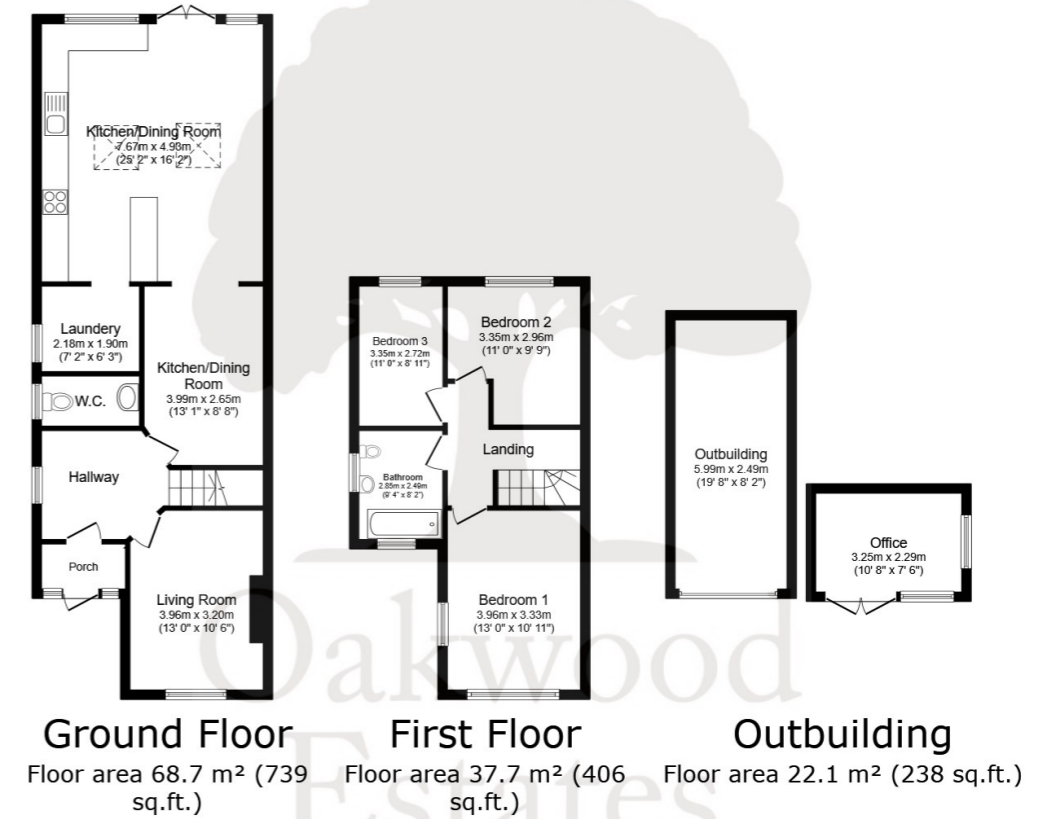 Kitchen/Dining Room
7.67m x 4.93m
(25' 2" x 16' 2")
Laundery
2.18m x 1.90m
(7' 2" x 6' 3")
Kitchen/Dining
Room
3.99m x 2.65m
(13' 1" x 8' 8")
W.C.
Hallway
Porch
Living Room
3.96m x 3.20m
(13' 0" x 10' 6")
Ground Floor
Floor area 68.7 m² (739
sq.ft.)
Bedroom 3
3.35m x 2.72m
(11' 0" x 8' 11")
Bedroom 2
3.35m x 2.96m
(11' 0" x 9' 9")
Landing
Bathroom
2.85m x 2.49m
(9' 4" x 8' 2")
Bedroom 1
3.96m x 3.33m
(13' 0" x 10' 11")
First Floor
Floor area 37.7 m² (406
sq.ft.)
Outbuilding
5.99m x 2.49m
(19' 8" x 8' 2")
Office
3.25m x 2.29m
(10' 8" x 7' 6")
Outbuilding
Floor area 22.1 m² (238 sq.ft.)
Oakwood
Estates